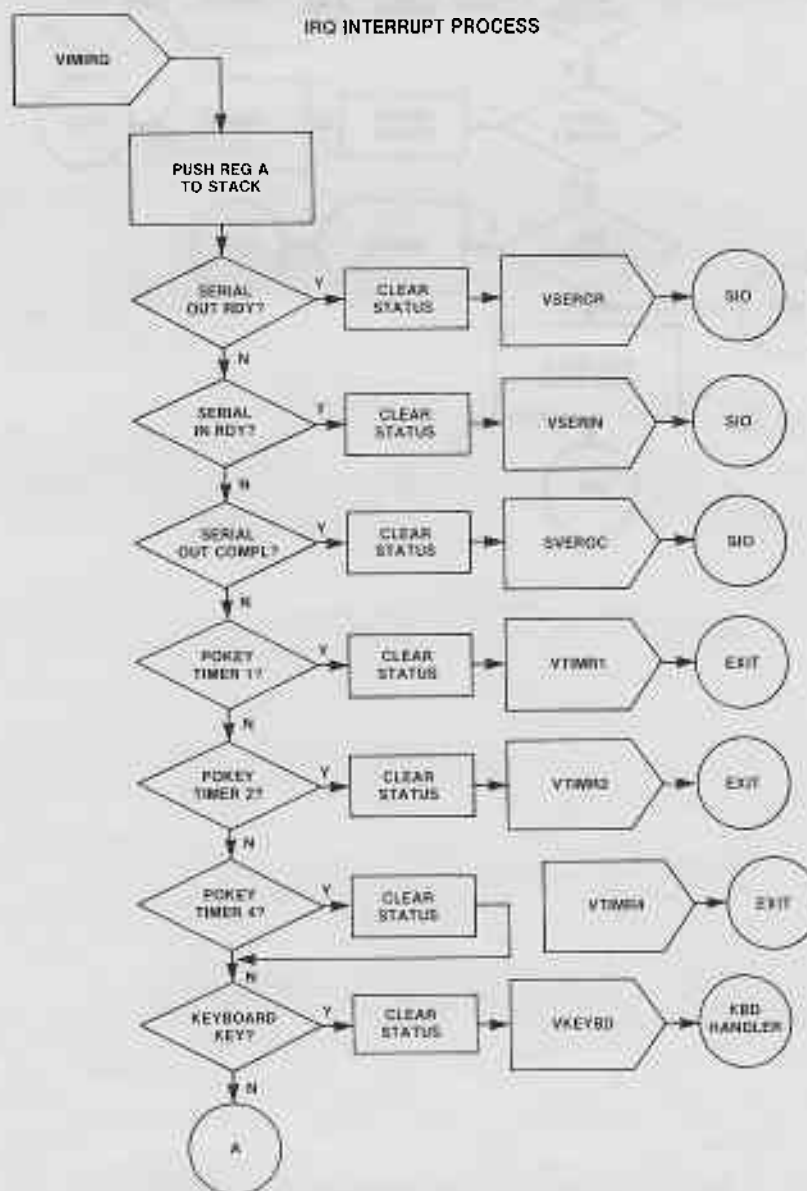 IRQ INTERRUPT PROCESS
VIMIRQ
PUSH REG A
TO STACK
SERIAL
OUT RDY?
Y
CLEAR
STATUS
VSEROR
SIO
N
SERIAL
IN RDY?
Y
CLEAR
STATUS
VSERIN
SIO
N
SERIAL
OUT COMPL?
Y
CLEAR
STATUS
SVEROC
SIO
N
POKEY
TIMER 1?
Y
CLEAR
STATUS
VTIMR1
EXIT
N
POKEY
TIMER 2?
Y
CLEAR
STATUS
VTIMR2
EXIT
N
POKEY
TIMER 4?
Y
CLEAR
STATUS
VTIMR4
EXIT
N
KEYBOARD
KEY?
Y
CLEAR
STATUS
VKEYBD
KBD
HANDLER
N
A